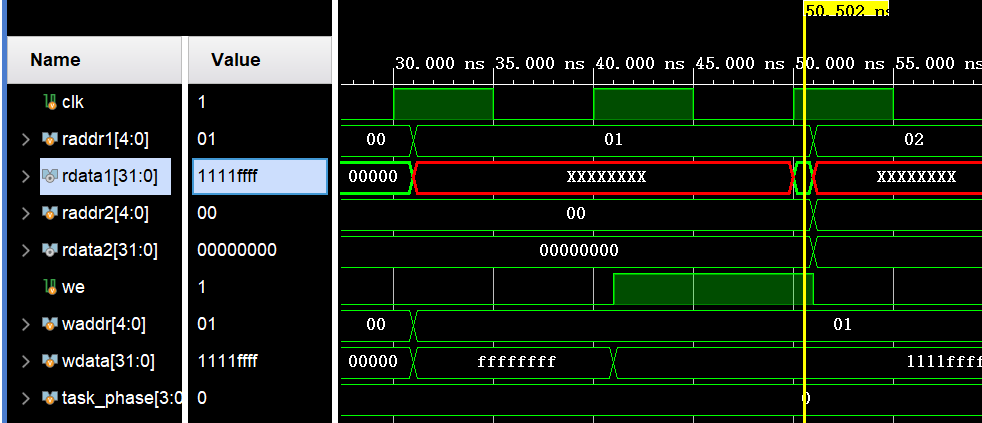 50.502 ns
Name Value 30.000 ns 35.000 ns 40.000 ns 45.000 ns 50.000 ns 55.000 ns
clk 1
raddr1[4:0] 01 00 01 02
rdata1[31:0] 1111ffff 00000 XXXXXXXX XXXXXXXX
raddr2[4:0] 00 00
rdata2[31:0] 00000000 00000000
we 1
waddr[4:0] 01 00 01
wdata[31:0] 1111ffff 00000 ffffffff 1111ffff
task_phase[3:0 0 0